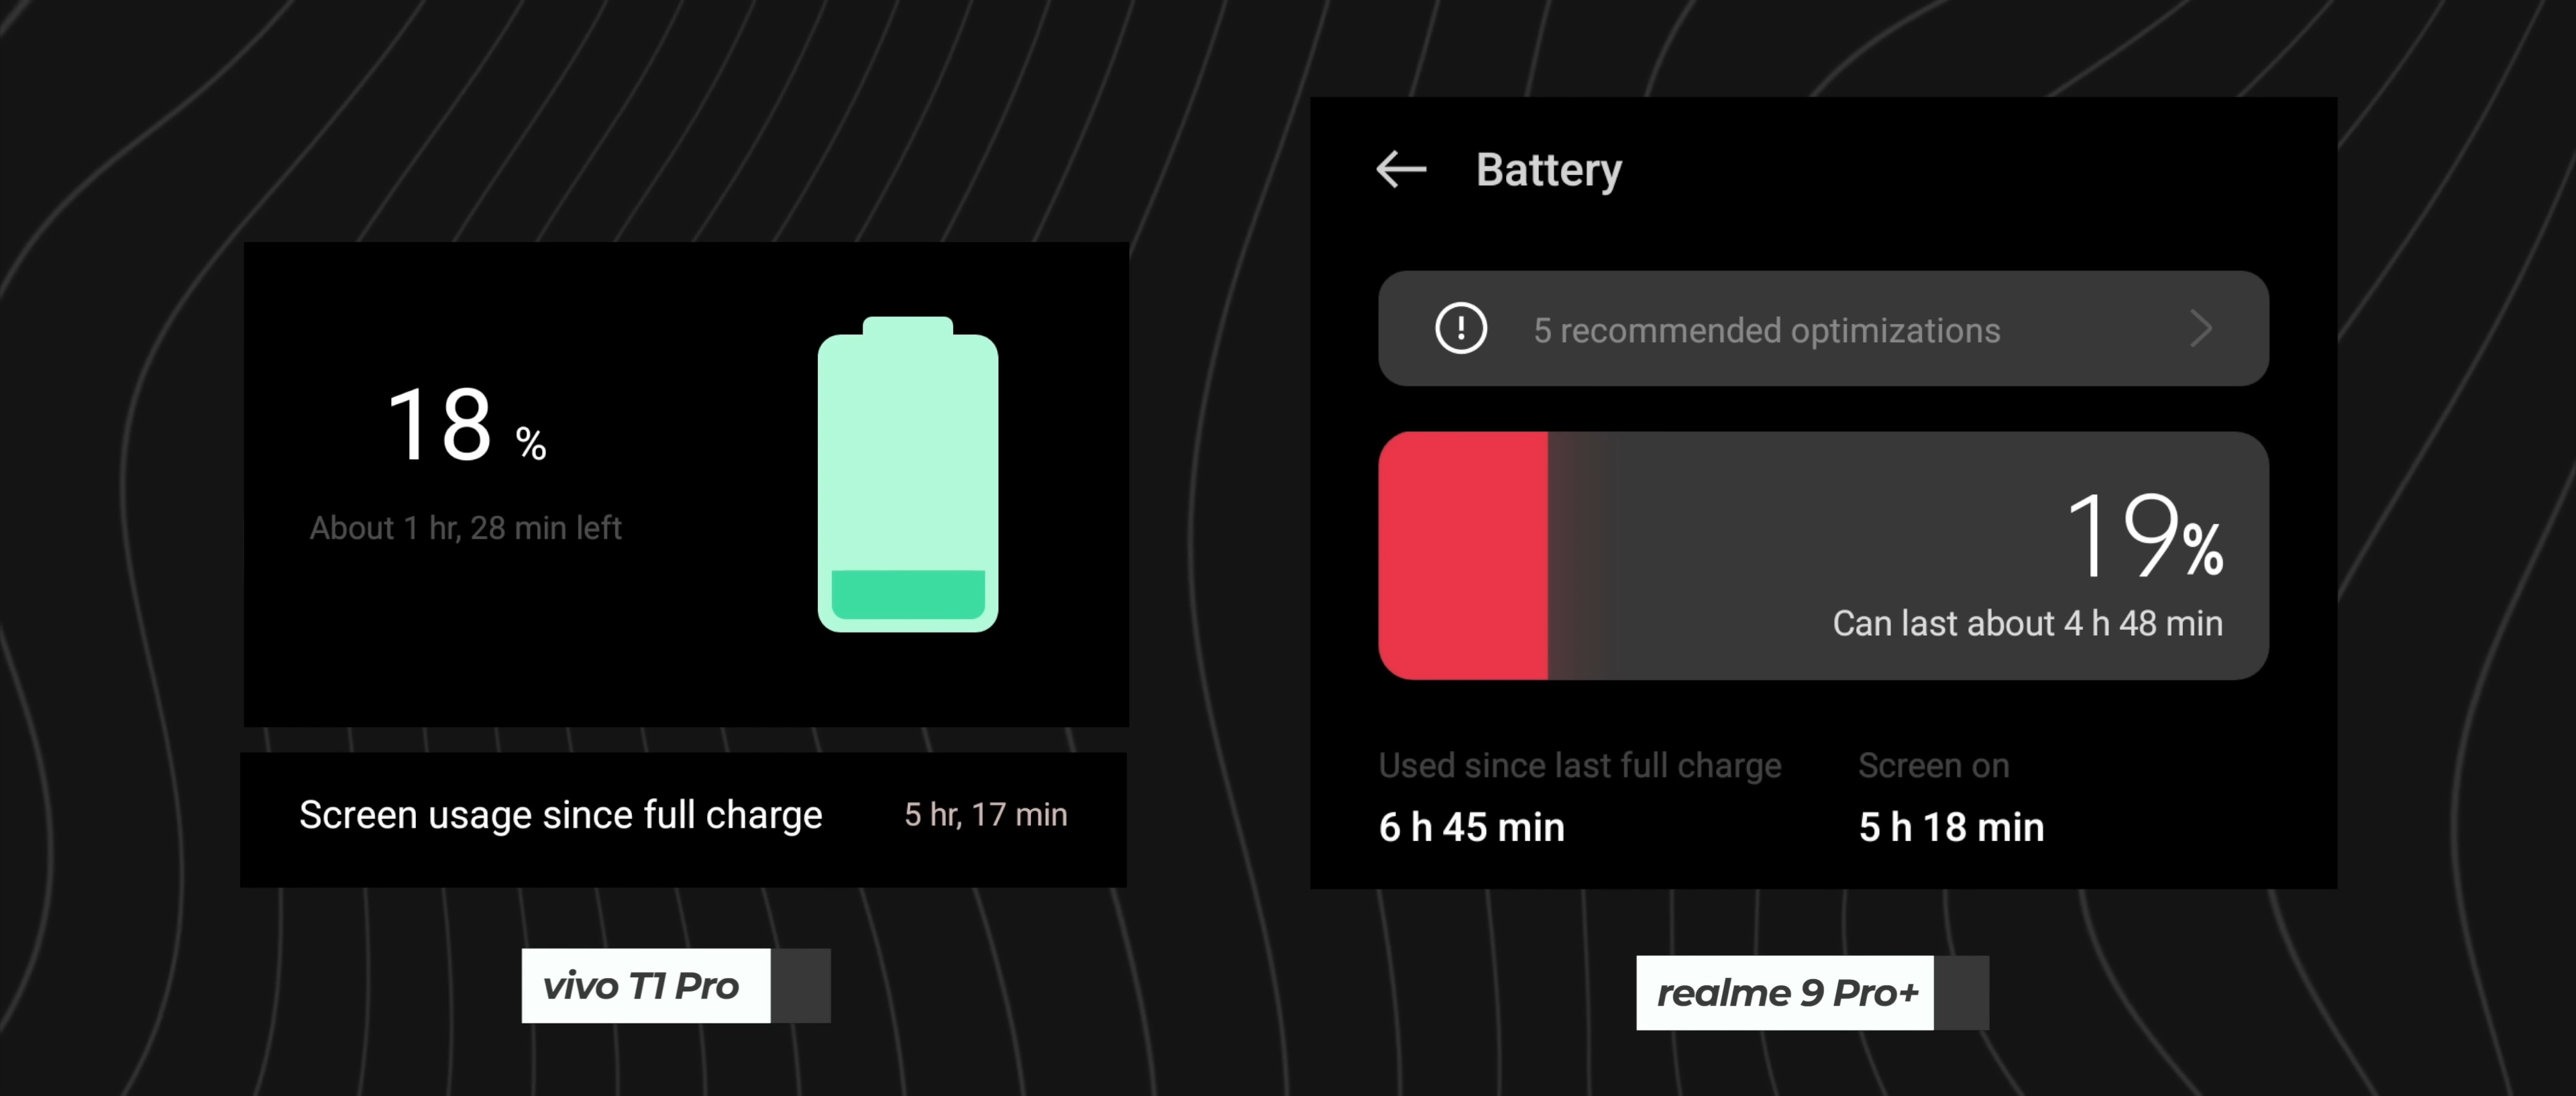 18 %
About 1 hr, 28 min left
Screen usage since full charge 5 hr, 17 min
vivo T1 Pro
Battery
5 recommended optimizations
19%
Can last about 4 h 48 min
Used since last full charge Screen on
6 h 45 min 5 h 18 min
realme 9 Pro+